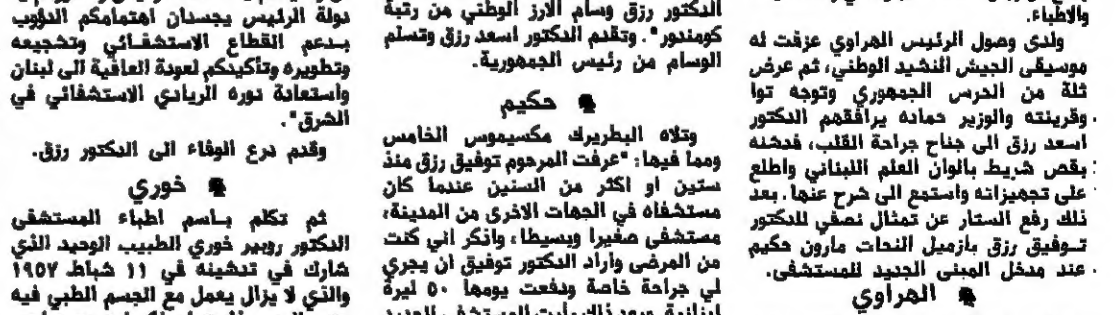 والاطباء.
ولدى وصول الرئيس الهراوي عزفت له
موسيقى الجيش النشيد الوطني، ثم عرض
ثلة من الحرس الجمهوري وتوجه توا
وقرينته والوزير حماده يرافقهم الدكتور
اسعد رزق الى جناح جراحة القلب، فدشنه
بقص شريط بالوان العلم اللبناني واطلع
على تجهيزاته واستمع الى شرح عنها. بعد
ذلك رفع الستار عن تمثال نصفي للدكتور
توفيق رزق بازميل النحات مارون حكيم
عند مدخل المبنى الجديد للمستشفى.
الهراوي
الدكتور رزق وسام الارز الوطني من رتبة
كومندور". وتقدم الدكتور اسعد رزق وتسلم
الوسام من رئيس الجمهورية.
حكيم
وتلاه البطريرك مكسيموس الخامس
ومما فيها: "عرفت المرحوم توفيق رزق منذ
ستين او اكثر من السنين عندما كان
مستشفاه في الجهات الاخرى من المدينة،
مستشفى صغيرا وبسيطا، واذكر اني كنت
من المرضى واراد الدكتور توفيق ان يجري
لي جراحة خاصة ودفعت يومها ٥٠ ليرة
دولة الرئيس يجسدان اهتمامكم الدؤوب
بدعم القطاع الاستشفائي وتشجيعه
وتطويره وتأكيدكم لعودة العافية الى لبنان
واستعادة دوره الريادي الاستشفائي في
الشرق".
وقدم درع الوفاء الى الدكتور رزق.
خوري
ثم تكلم باسم اطباء المستشفى
الدكتور روبير خوري الطبيب الوحيد الذي
شارك في تدشينه في ١١ شباط ١٩٥٧
والذي لا يزال يعمل مع الجسم الطبي فيه